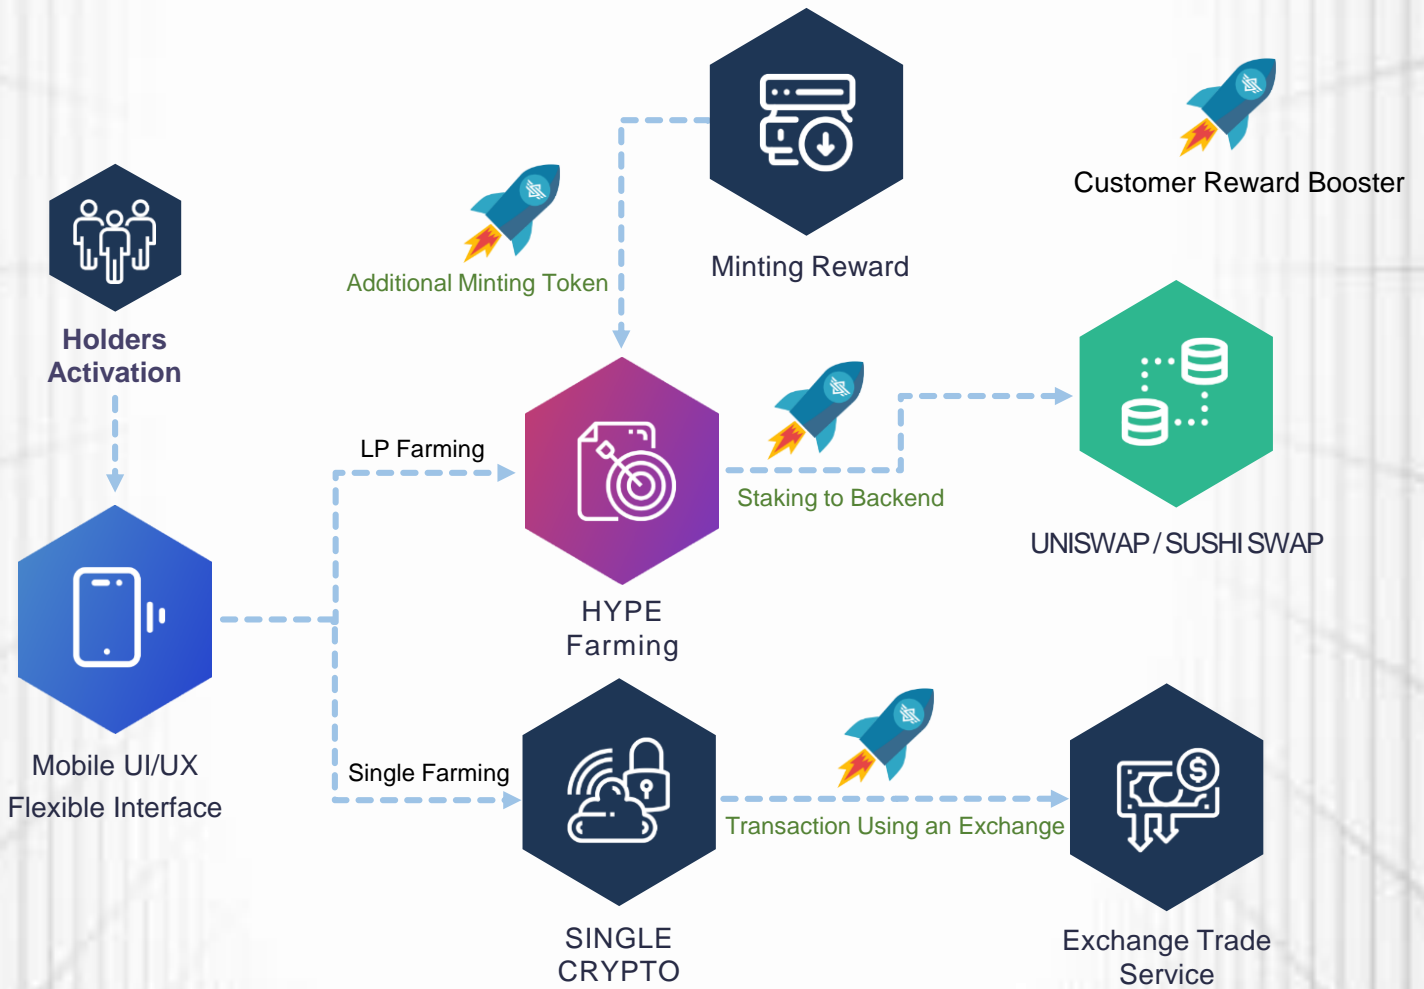 Customer Reward Booster
Minting Reward
Additional Minting Token
Holders
Activation
LP Farming
Staking to Backend
UNISWAP / SUSHI SWAP
HYPE
Farming
Mobile UI/UX
Flexible Interface
Single Farming
Transaction Using an Exchange
SINGLE
CRYPTO
Exchange Trade
Service